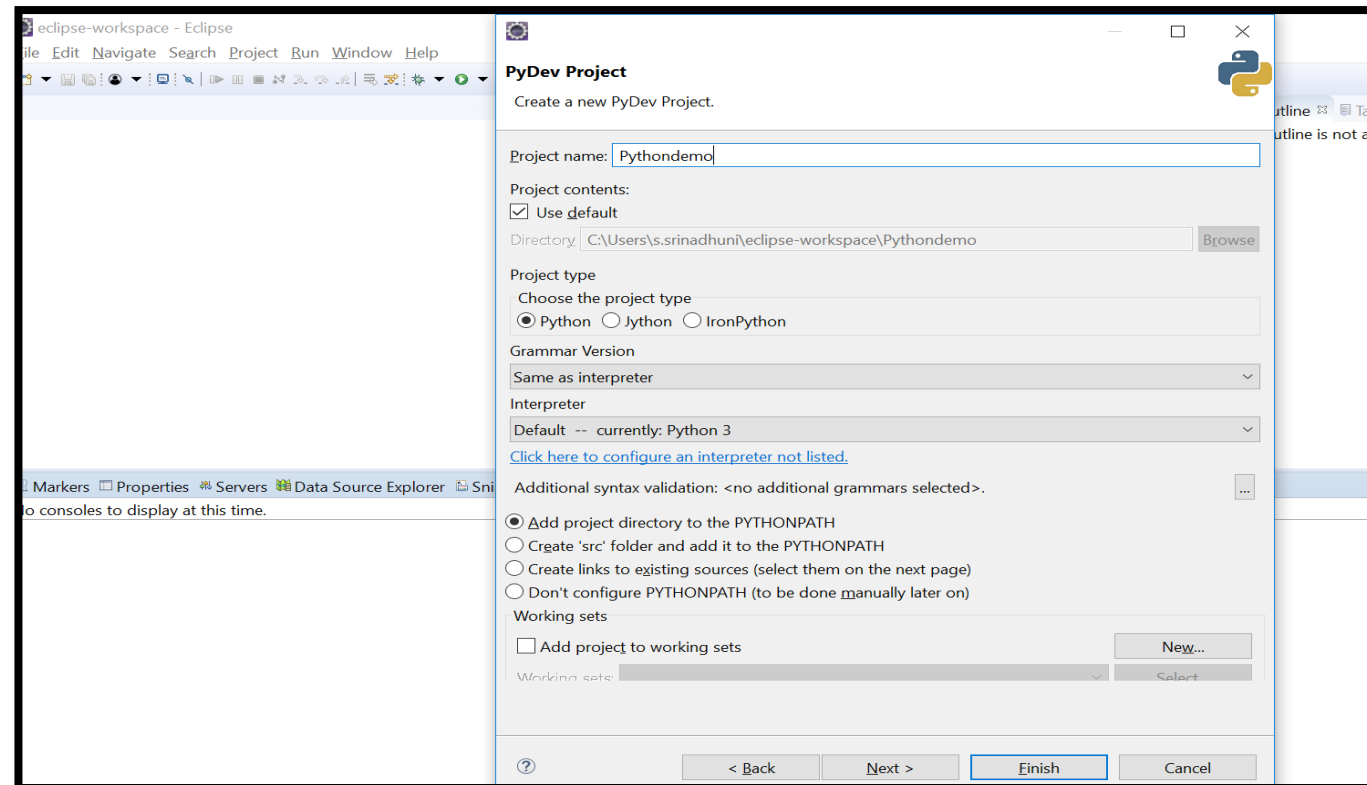 eclipse-workspace - Eclipse
ile Edit Navigate Search Project Run Window Help
PyDev Project
Create a new PyDev Project.
utline Ta
utline is not a
Project name: Pythondemo
Project contents:
Use default
Directory C:\Users\s.srinadhuni\eclipse-workspace\Pythondemo Browse
Project type
Choose the project type
Python Jython IronPython
Grammar Version
Same as interpreter
Interpreter
Default -- currently: Python 3
Click here to configure an interpreter not listed.
Markers Properties Servers Data Source Explorer Sni
Additional syntax validation: <no additional grammars selected>. ...
lo consoles to display at this time.
Add project directory to the PYTHONPATH
Create 'src' folder and add it to the PYTHONPATH
Create links to existing sources (select them on the next page)
Don't configure PYTHONPATH (to be done manually later on)
Working sets
Add project to working sets New...
Working sets: Select...
< Back Next > Finish Cancel